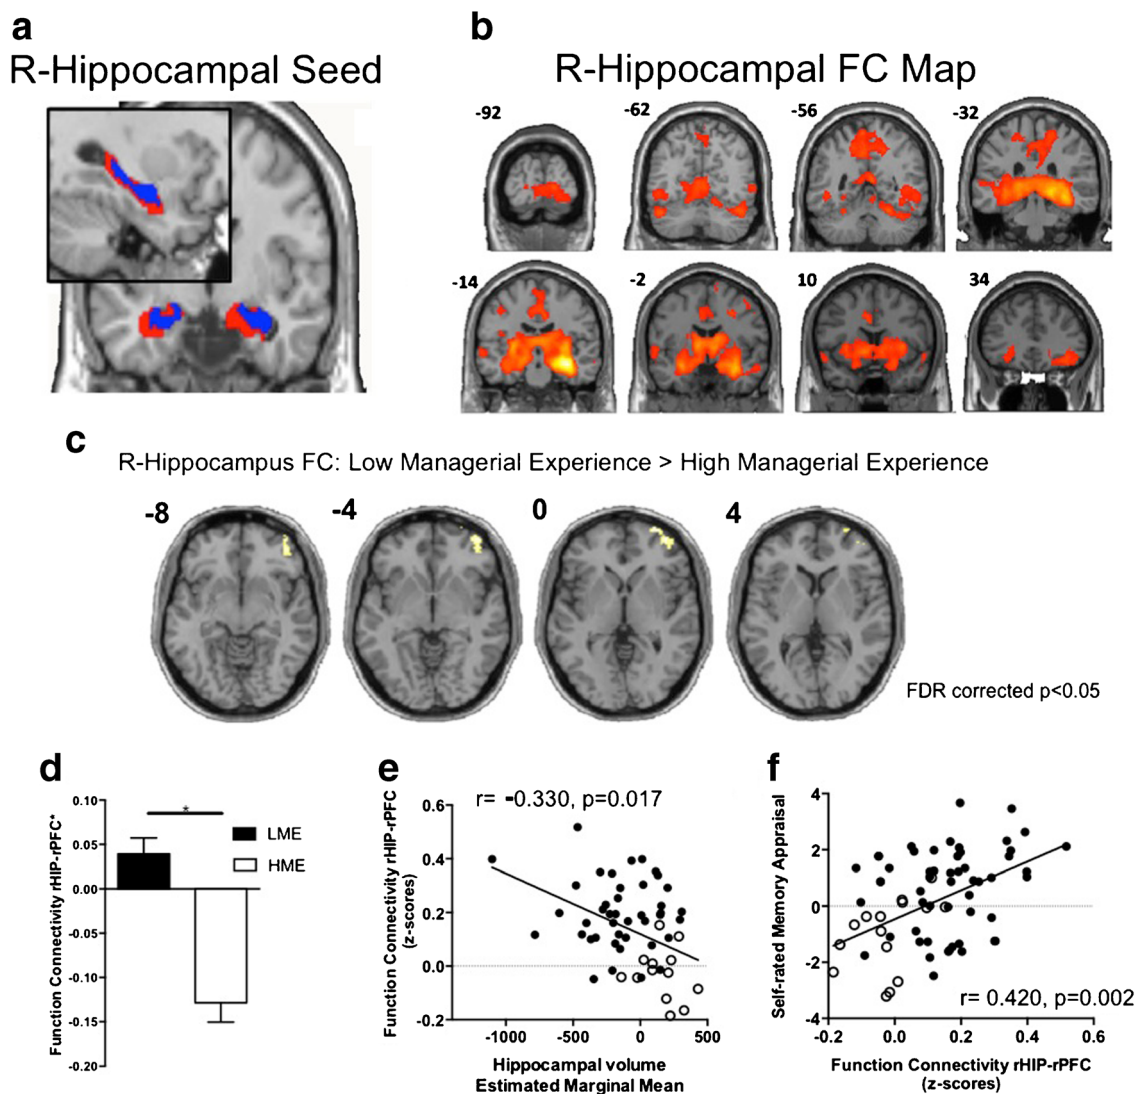 a
R-Hippocampal Seed
b
R-Hippocampal FC Map
-92
-62
-56
-32
-14
-2
10
34
c
R-Hippocampus FC: Low Managerial Experience > High Managerial Experience
-8
-4
0
4
FDR corrected p<0.05
d
Function Connectivity rHIP-rPFC*
0.10
0.05
0.00
-0.05
-0.10
-0.15
-0.20
*
LME
HME
e
r= -0.330, p=0.017
Function Connectivity rHIP-rPFC
(z-scores)
0.6
0.4
0.2
0.0
-0.2
-1000
-500
0
500
Hippocampal volume
Estimated Marginal Mean
f
Self-rated Memory Appraisal
4
2
0
-2
-4
r= 0.420, p=0.002
-0.2
0.0
0.2
0.4
0.6
Function Connectivity rHIP-rPFC
(z-scores)